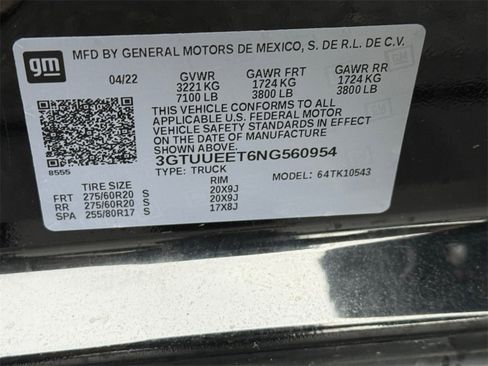 gm
MFD BY GENERAL MOTORS DE MEXICO, S. DE R.L. DE C.V.
04/22 GVWR GAWR FRT GAWR RR
3221 KG 1724 KG 1724 KG
7100 LB 3800 LB 3800 LB
THIS VEHICLE CONFORMS TO ALL
APPLICABLE U.S. FEDERAL MOTOR
VEHICLE SAFETY STANDARDS IN EFFECT
ON THE DATE OF MANUFACTURE SHOWN ABOVE.
8555 3GTUUEET6NG560954
TYPE: TRUCK MODEL: 64TK10543
TIRE SIZE RIM
FRT 275/60R20 S 20X9J
RR 275/60R20 S 20X9J
SPA 255/80R17 S 17X8J